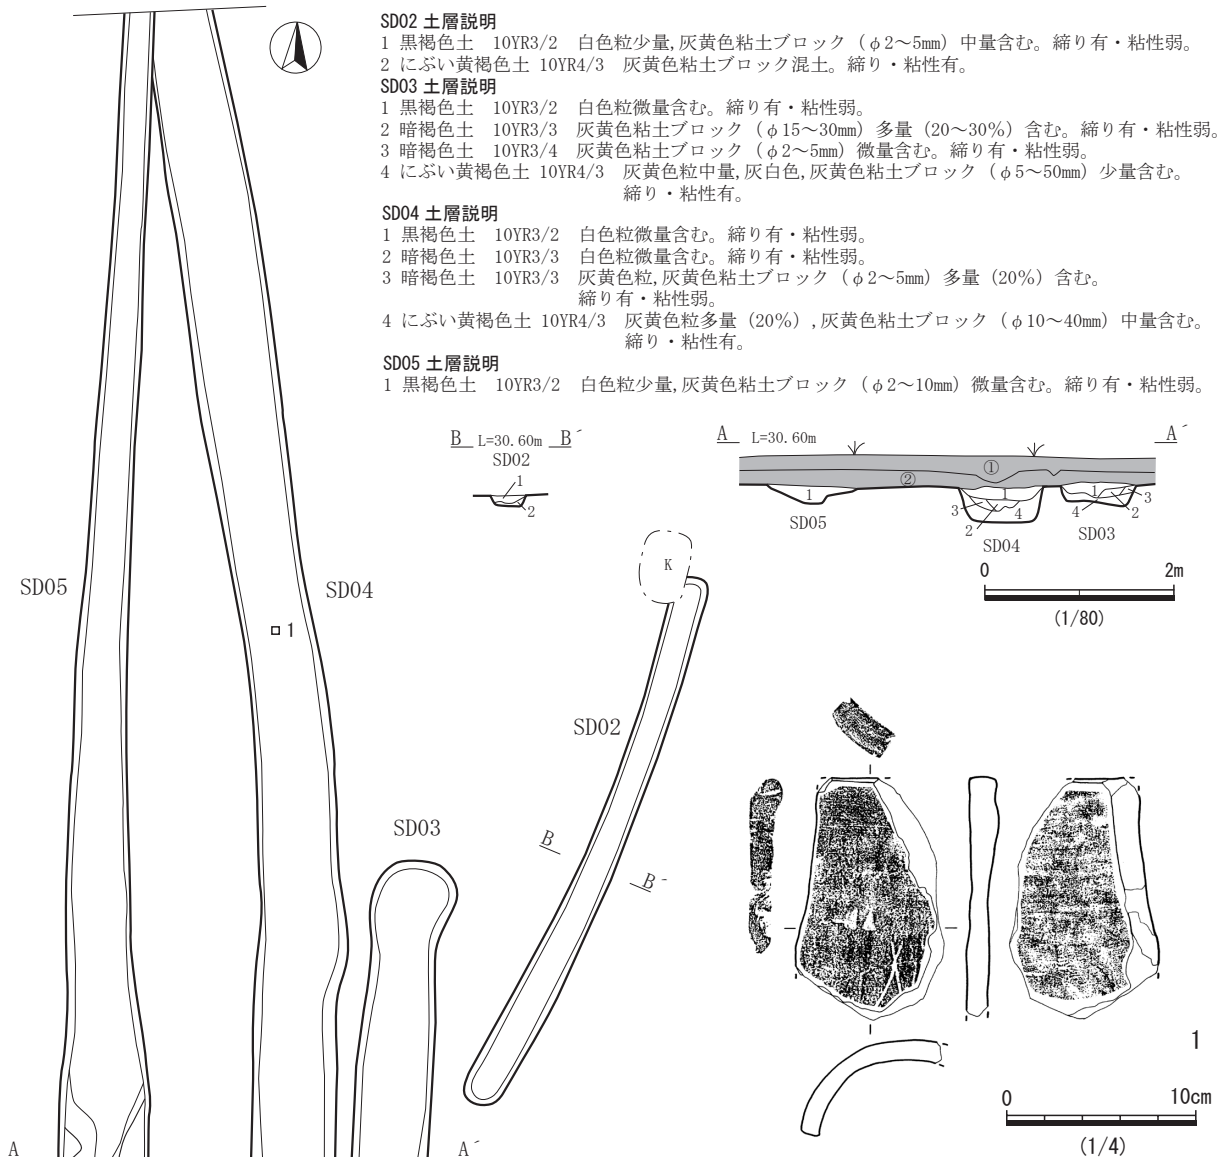 SD02 土層説明
1 黒褐色土　10YR3/2　白色粒少量,灰黄色粘土ブロック（φ2～5㎜）中量含む。締り有・粘性弱。
2 にぶい黄褐色土 10YR4/3　灰黄色粘土ブロック混土。締り・粘性有。
SD03 土層説明
1 黒褐色土　10YR3/2　白色粒微量含む。締り有・粘性弱。
2 暗褐色土　10YR3/3　灰黄色粘土ブロック（φ15～30㎜）多量（20～30%）含む。締り有・粘性弱。
3 暗褐色土　10YR3/4　灰黄色粘土ブロック（φ2～5㎜）微量含む。締り有・粘性弱。
4 にぶい黄褐色土 10YR4/3　灰黄色粒中量,灰白色,灰黄色粘土ブロック（φ5～50㎜）少量含む。
締り・粘性有。
SD04 土層説明
1 黒褐色土　10YR3/2　白色粒微量含む。締り有・粘性弱。
2 暗褐色土　10YR3/3　白色粒微量含む。締り有・粘性弱。
3 暗褐色土　10YR3/3　灰黄色粒,灰黄色粘土ブロック（φ2～5㎜）多量（20%）含む。
締り有・粘性弱。
4 にぶい黄褐色土 10YR4/3　灰黄色粒多量（20%）,灰黄色粘土ブロック（φ10～40㎜）中量含む。
締り・粘性有。
SD05 土層説明
1 黒褐色土　10YR3/2　白色粒少量,灰黄色粘土ブロック（φ2～10㎜）微量含む。締り有・粘性弱。
B L=30.60m B´
SD02
1
2
A L=30.60m A´
①
②
1
SD05
1
3
2
4
SD04
1
3
4
2
SD03
0 2m
(1/80)
K
SD05
SD04
1
SD02
SD03
B
B´
A
A´
1
0 10cm
(1/4)